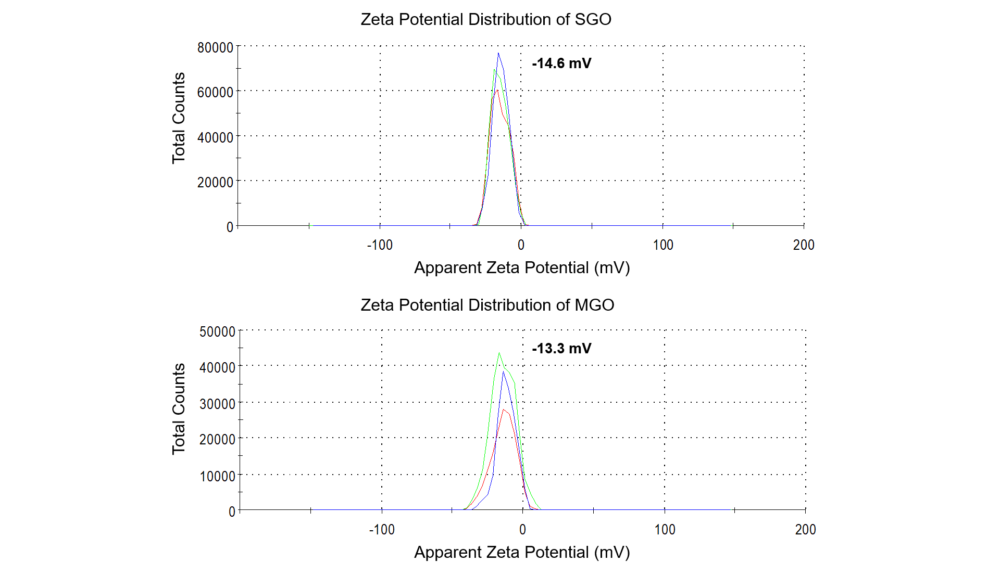 Zeta Potential Distribution of SGO
80000
-14.6 mV
60000
40000
20000
0
Total Counts
-100 0 100 200
Apparent Zeta Potential (mV)
Zeta Potential Distribution of MGO
50000
-13.3 mV
40000
30000
20000
10000
0
Total Counts
-100 0 100 200
Apparent Zeta Potential (mV)